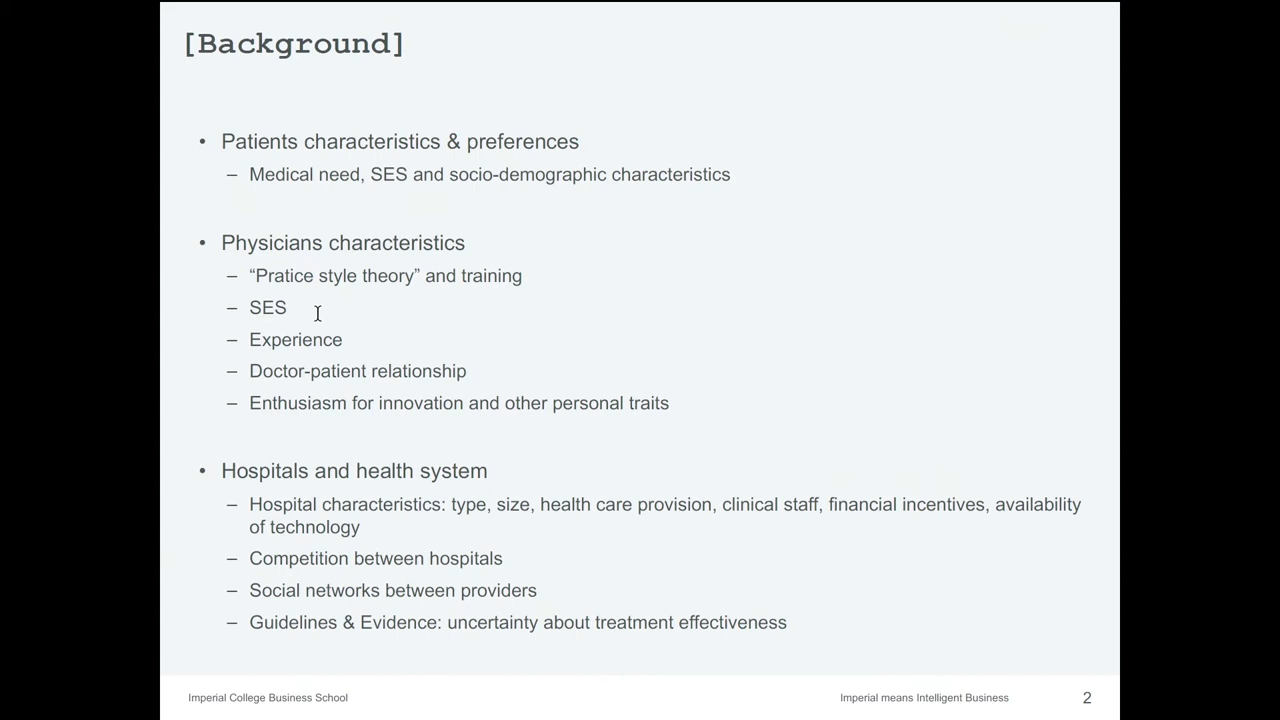 [Background]
• Patients characteristics & preferences
– Medical need, SES and socio-demographic characteristics
• Physicians characteristics
– “Pratice style theory” and training
– SES
– Experience
– Doctor-patient relationship
– Enthusiasm for innovation and other personal traits
• Hospitals and health system
– Hospital characteristics: type, size, health care provision, clinical staff, financial incentives, availability
of technology
– Competition between hospitals
– Social networks between providers
– Guidelines & Evidence: uncertainty about treatment effectiveness
Imperial College Business School
Imperial means Intelligent Business
2